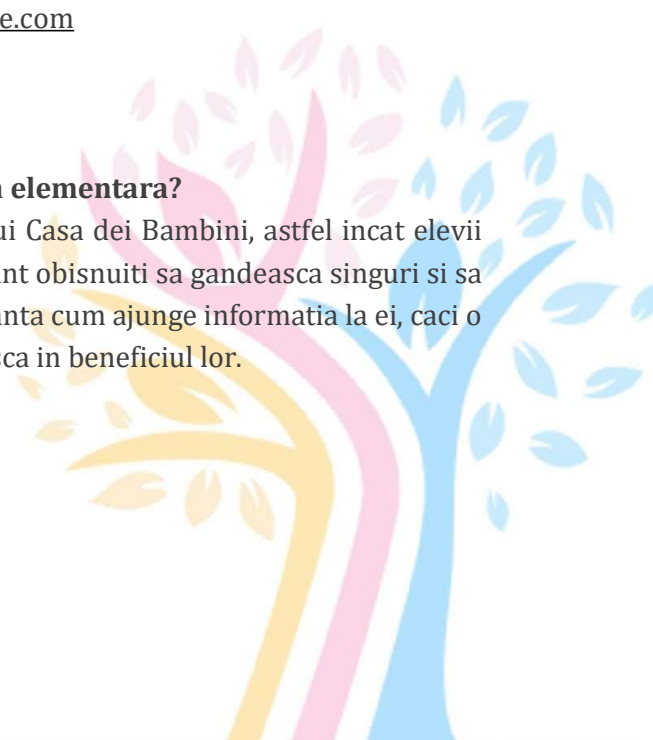 e.com
elementara?
ui Casa dei Bambini, astfel incat elevii
nt obisnuiti sa gandeasca singuri si sa
nta cum ajunge informatia la ei, caci o
sca in beneficiul lor.